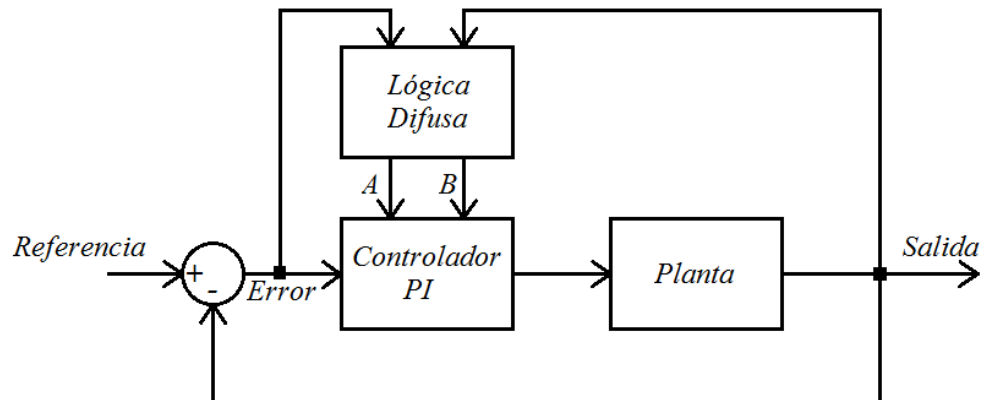 Lógica
Difusa
A
B
Referencia
+
-
Error
Controlador
PI
Planta
Salida